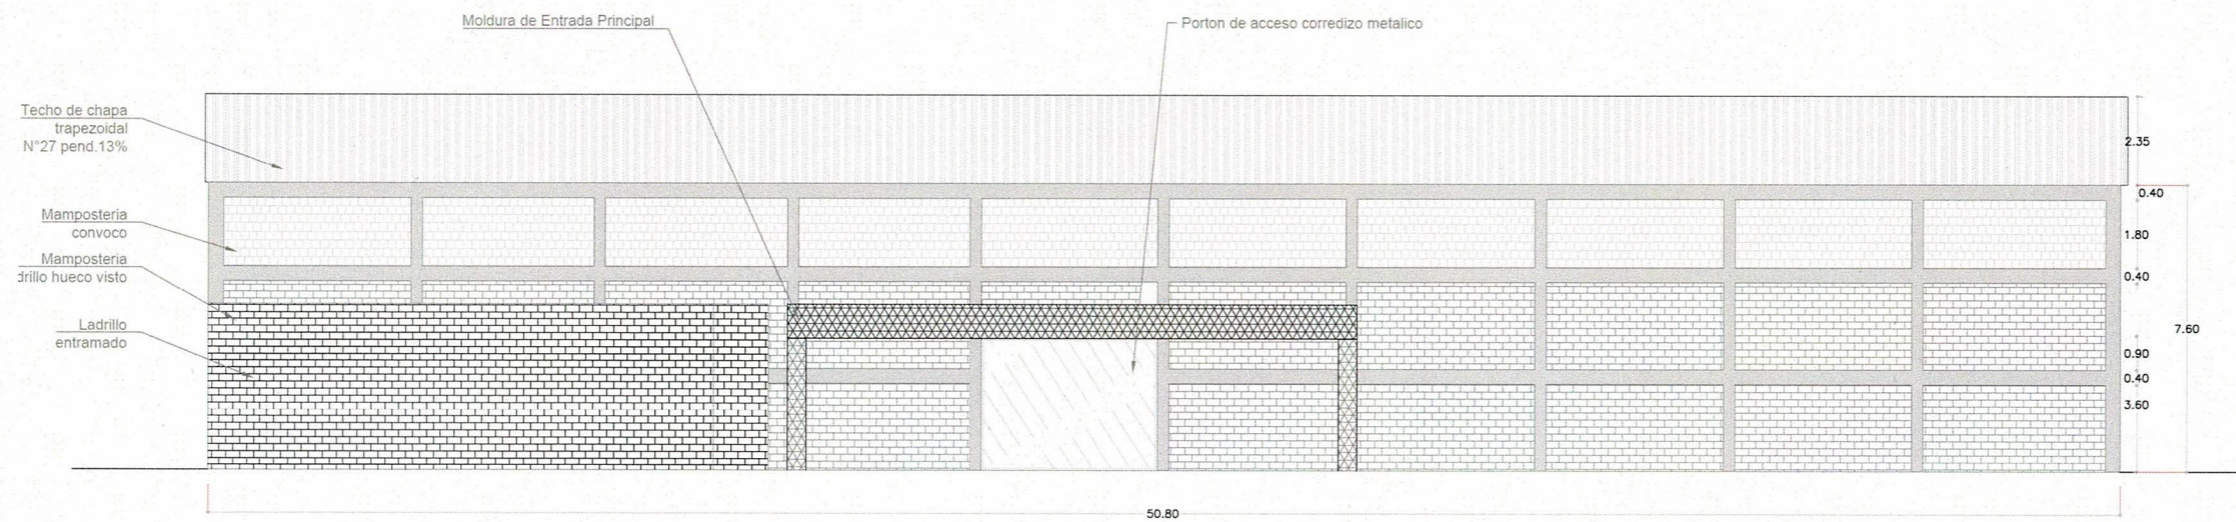 Moldura de Entrada Principal
Porton de acceso corredizo metalico
Techo de chapa
trapezoidal
N°27 pend.13%
Mamposteria
convoco
Mamposteria
drillo hueco visto
Ladrillo
entramado
2.35
0.40
1.80
0.40
7.60
0.90
0.40
3.60
50.80